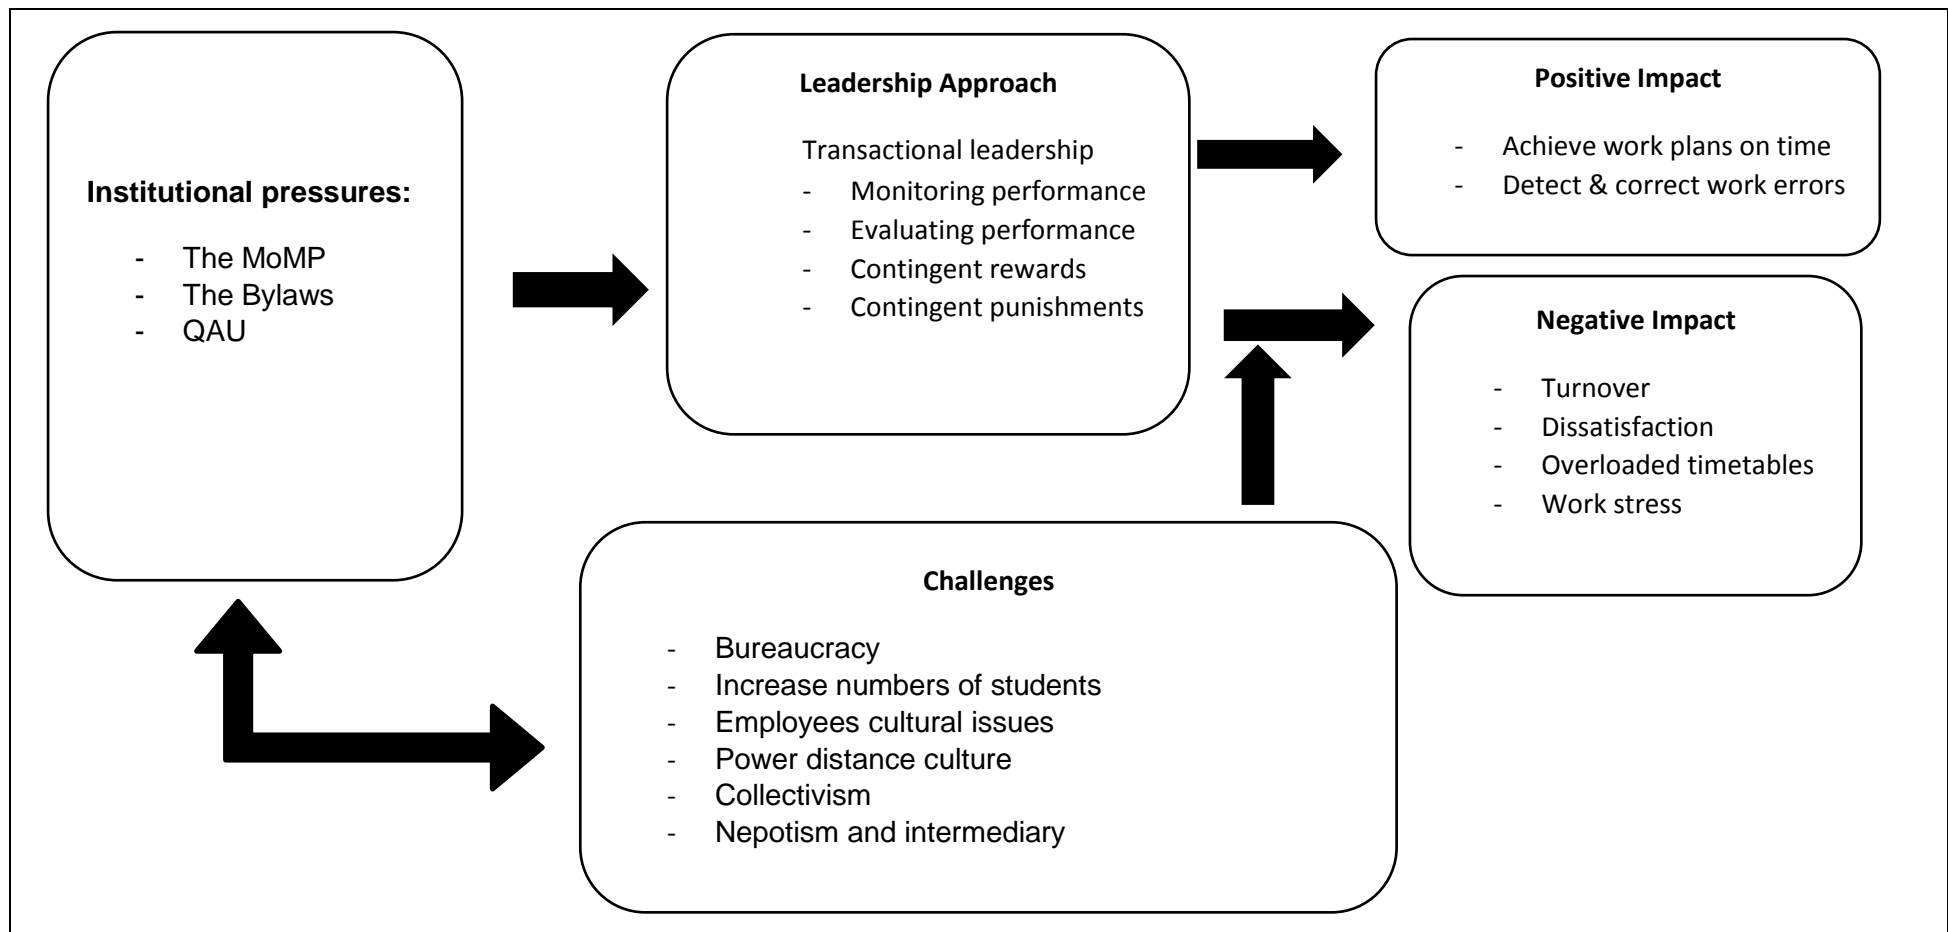 Institutional pressures:
- The MoMP
- The Bylaws
- QAU
Leadership Approach
Transactional leadership
- Monitoring performance
- Evaluating performance
- Contingent rewards
- Contingent punishments
Positive Impact
- Achieve work plans on time
- Detect & correct work errors
Negative Impact
- Turnover
- Dissatisfaction
- Overloaded timetables
- Work stress
Challenges
- Bureaucracy
- Increase numbers of students
- Employees cultural issues
- Power distance culture
- Collectivism
- Nepotism and intermediary